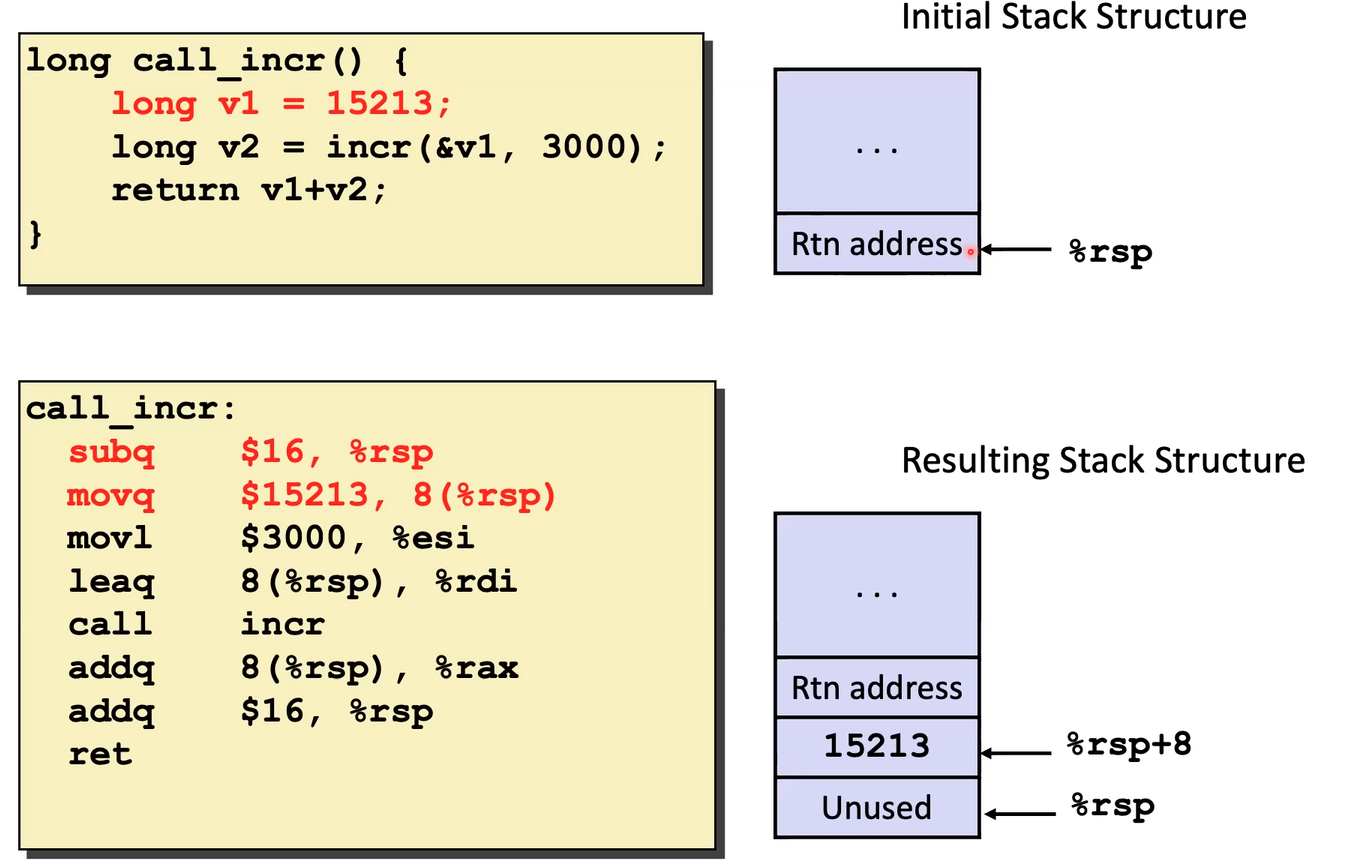 Initial Stack Structure
long call_incr() {
    long v1 = 15213;
    long v2 = incr(&v1, 3000);
    return v1+v2;
}
...
Rtn address
%rsp
call_incr:
  subq    $16, %rsp
  movq    $15213, 8(%rsp)
  movl    $3000, %esi
  leaq    8(%rsp), %rdi
  call    incr
  addq    8(%rsp), %rax
  addq    $16, %rsp
  ret
Resulting Stack Structure
...
Rtn address
15213
%rsp+8
Unused
%rsp